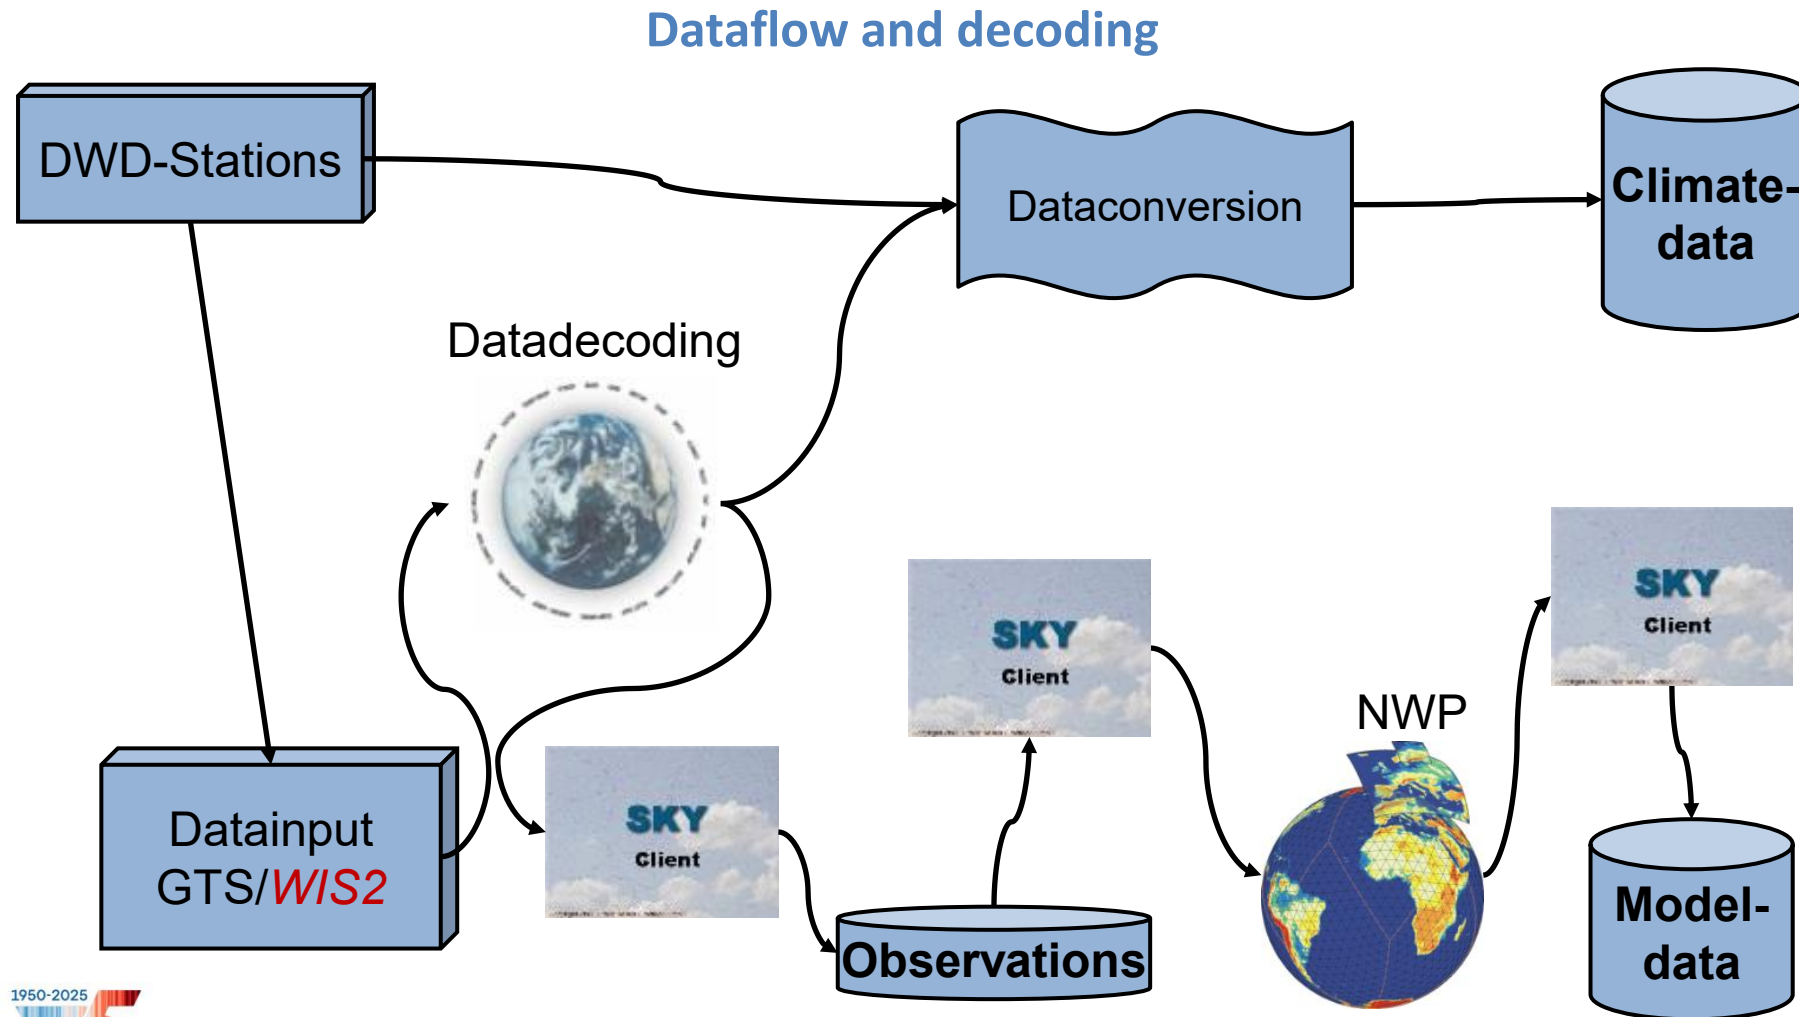 Dataflow and decoding
DWD-Stations
Dataconversion
Climate-
data
Datadecoding
SKY
Client
SKY
Client
NWP
SKY
Client
Datainput
GTS/WIS2
Observations
Model-
data
1950-2025